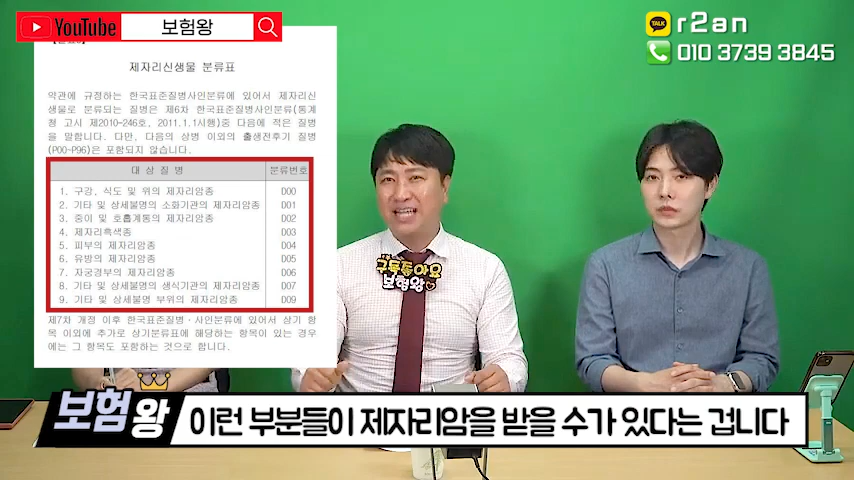 YouTube 보험왕
TALK r2an
010 3739 3845
제자리신생물 분류표
약관에 규정하는 한국표준질병사인분류에 있어서 제자리신
생물로 분류되는 질병은 제6차 한국표준질병사인분류(통계
청 고시 제2010-246호, 2011.1.1시행)중 다음에 적은 질병
을 말합니다. 다만, 다음의 상병 이외의 출생전후기 질병
(P00-P96)은 포함되지 않습니다.
대 상 질 병 분류번호
1. 구강, 식도 및 위의 제자리암종 D00
2. 기타 및 상세불명의 소화기관의 제자리암종 D01
3. 중이 및 호흡계통의 제자리암종 D02
4. 제자리흑색종 D03
5. 피부의 제자리암종 D04
6. 유방의 제자리암종 D05
7. 자궁경부의 제자리암종 D06
8. 기타 및 상세불명의 생식기관의 제자리암종 D07
9. 기타 및 상세불명 부위의 제자리암종 D09
제7차 개정 이후 한국표준질병·사인분류에 있어서 상기 항
목 이외에 추가로 상기분류표에 해당하는 항목이 있는 경우
에는 그 항목도 포함하는 것으로 합니다.
구독좋아요
보험왕
보험왕 이런 부분들이 제자리암을 받을 수가 있다는 겁니다